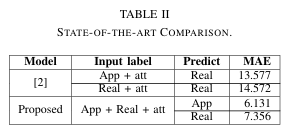 TABLE II
STATE-OF-THE-ART COMPARISON.
Model Input label Predict MAE
[2] App + att Real 13.577
Real + att Real 14.572
Proposed App + Real + att App 6.131
Real 7.356